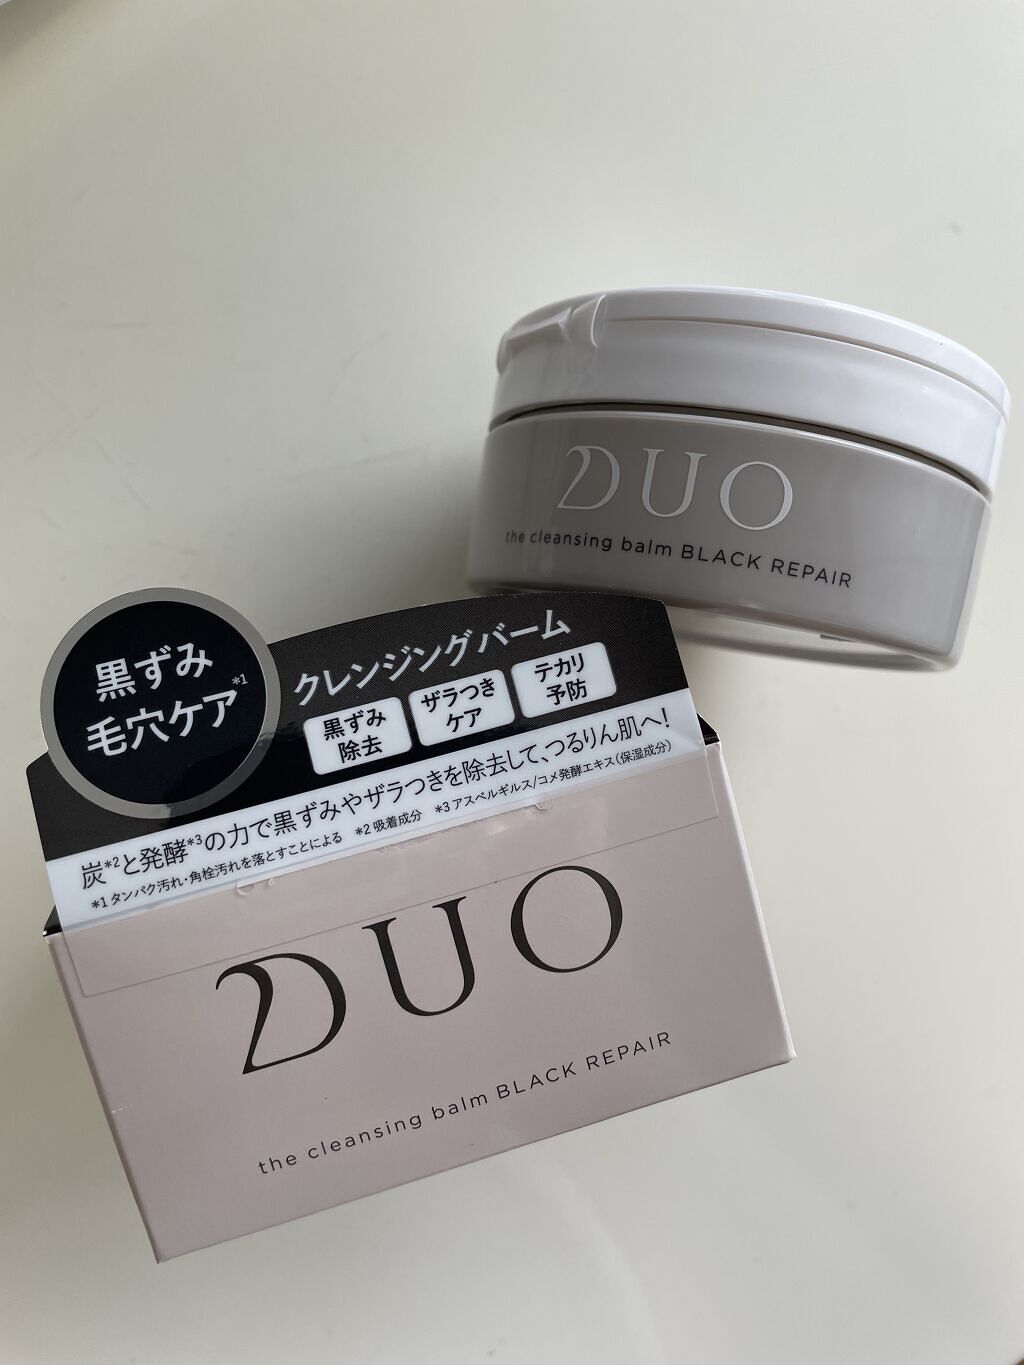 DUO
the cleansing balm BLACK REPAIR
黒ずみ
毛穴ケア*1
クレンジングバーム
黒ずみ
除去
ザラつき
ケア
テカリ
予防
炭*2と発酵*3の力で黒ずみやザラつきを除去して、つるりん肌へ!
*1 タンパク汚れ・角栓汚れを落とすことによる *2 吸着成分 *3 アスペルギルス/コメ発酵エキス(保湿成分)
DUO
the cleansing balm BLACK REPAIR